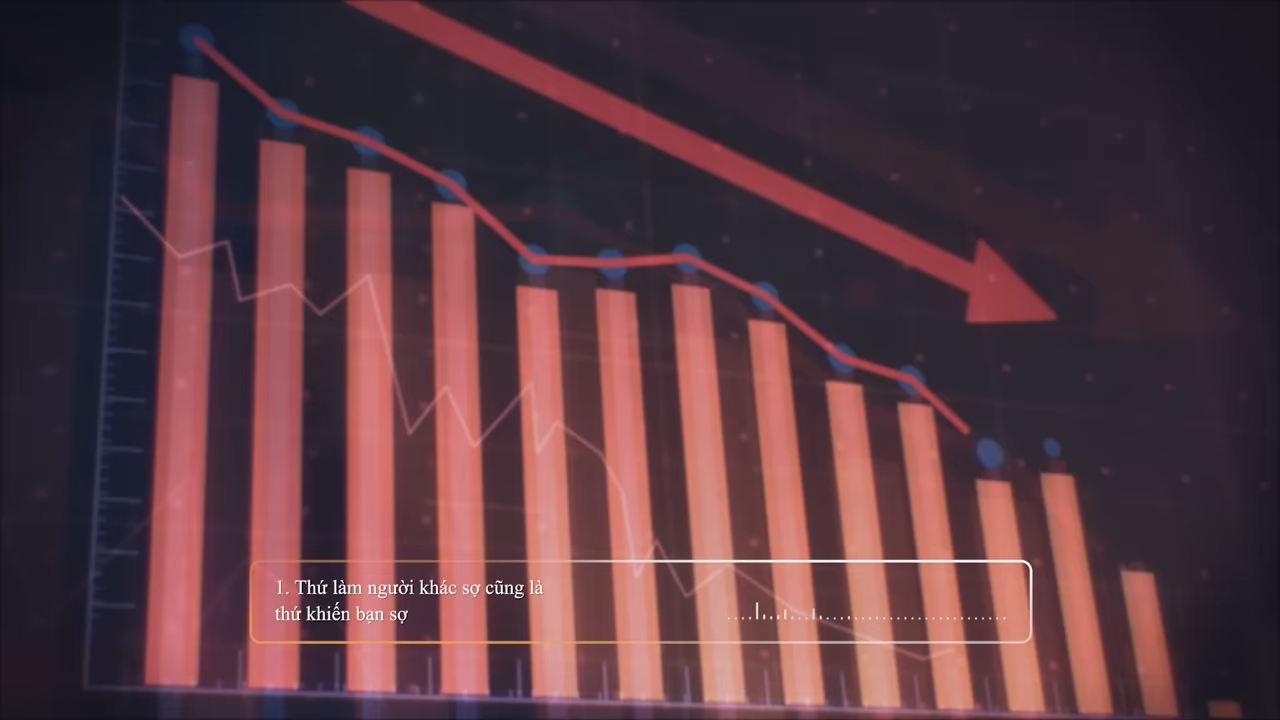 1. Thứ làm người khác sợ cũng là
thứ khiến bạn sợ